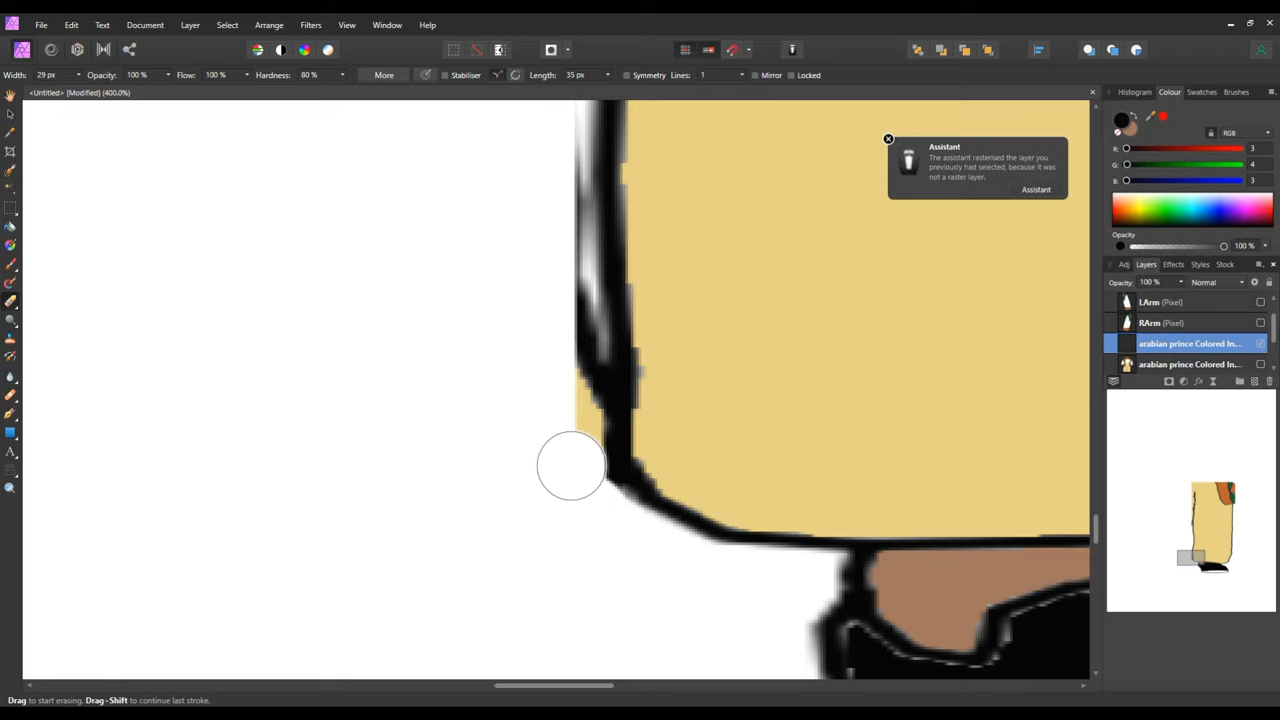 File Edit Text Document Layer Select Arrange Filters View Window Help
Width: 29 px Opacity: 100 % Flow: 100 % Hardness: 80 % More Stabiliser Length: 35 px Symmetry Lines: 1 Mirror Locked
<Untitled> [Modified] (400.0%)
Histogram Colour Swatches Brushes
RGB
R: 3
G: 4
B: 3
Opacity
100 %
Assistant
The assistant rasterised the layer you
previously had selected, because it was
not a raster layer.
Assistant
Adj Layers Effects Styles Stock
Opacity: 100 % Normal
LArm (Pixel)
RArm (Pixel)
arabian prince Colored In...
arabian prince Colored In...
Drag to start erasing. Drag+Shift to continue last stroke.